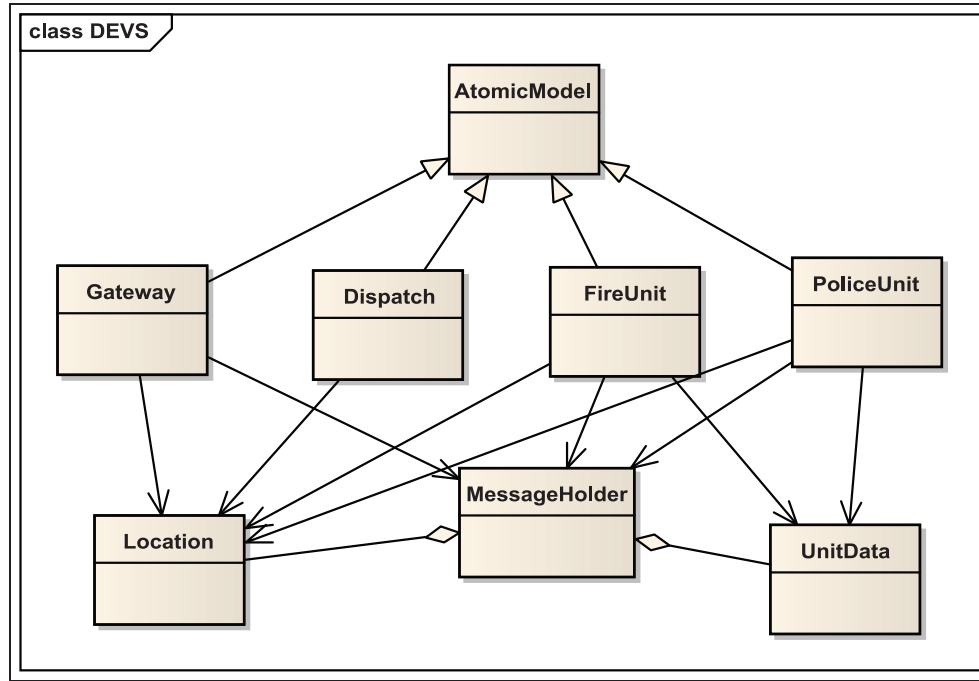 class DEVS
AtomicModel
Gateway
Dispatch
FireUnit
PoliceUnit
MessageHolder
Location
UnitData